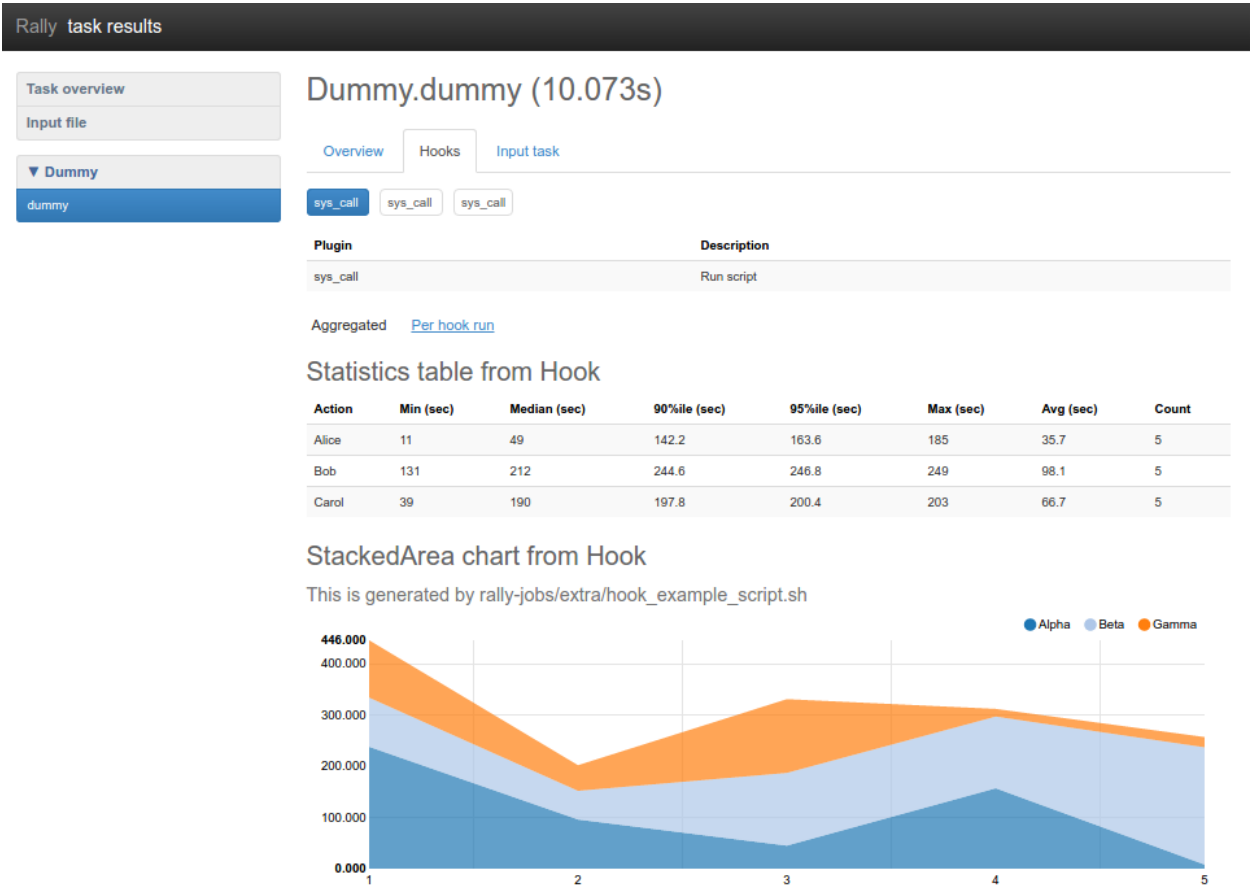 Rally task results
Task overview
Input file
▼ Dummy
dummy
Dummy.dummy (10.073s)
Overview Hooks Input task
sys_call sys_call sys_call
Plugin Description
sys_call Run script
Aggregated Per hook run
Statistics table from Hook
Action Min (sec) Median (sec) 90%ile (sec) 95%ile (sec) Max (sec) Avg (sec) Count
Alice 11 49 142.2 163.6 185 35.7 5
Bob 131 212 244.6 246.8 249 98.1 5
Carol 39 190 197.8 200.4 203 66.7 5
StackedArea chart from Hook
This is generated by rally-jobs/extra/hook_example_script.sh
Alpha Beta Gamma
446.000
400.000
300.000
200.000
100.000
0.000
1 2 3 4 5